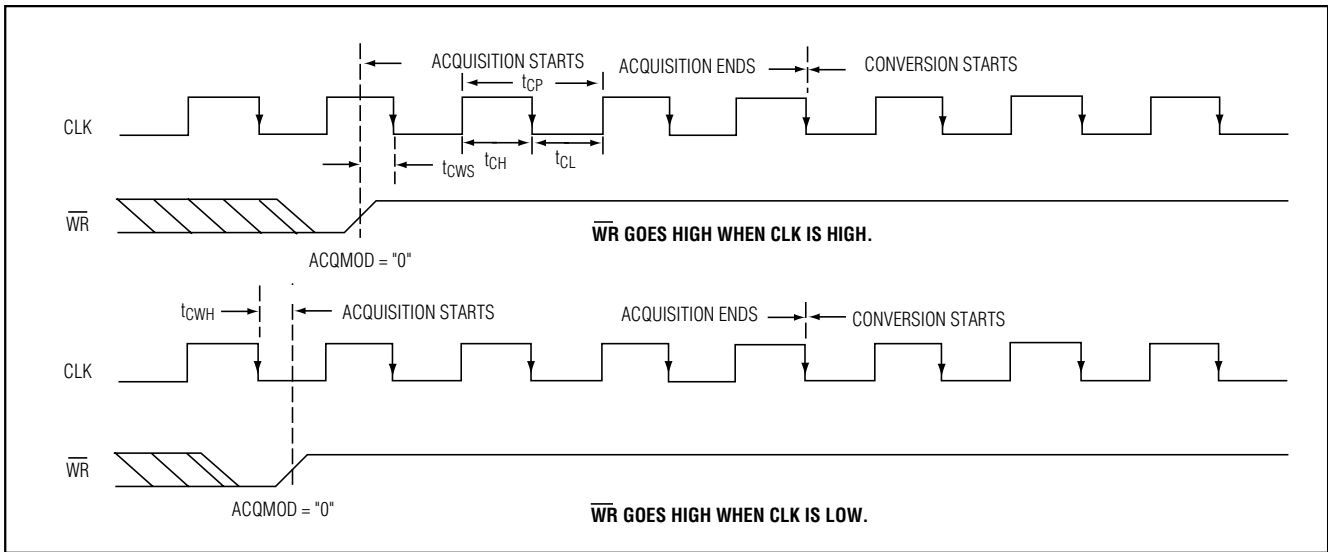 ACQUISITION STARTS ACQUISITION ENDS CONVERSION STARTS
tCP
CLK
tCWS tCH tCL
WR
WR GOES HIGH WHEN CLK IS HIGH.
ACQMOD = "0"
tCWH ACQUISITION STARTS ACQUISITION ENDS CONVERSION STARTS
CLK
WR
ACQMOD = "0"
WR GOES HIGH WHEN CLK IS LOW.